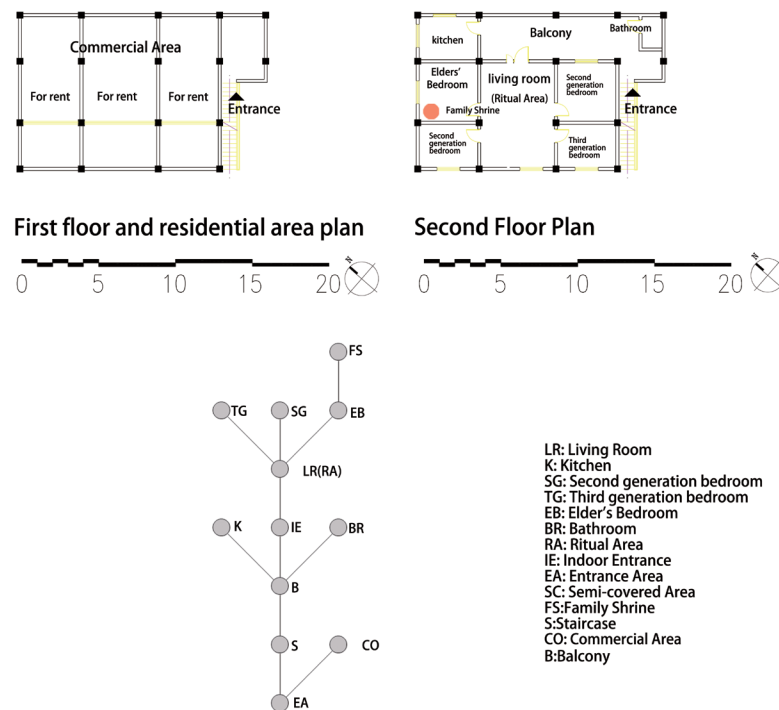 Commercial Area
For rent
For rent
For rent
Entrance
kitchen
Balcony
Bathroom
Elders'
Bedroom
living room
(Ritual Area)
Second
generation
bedroom
Family Shrine
Entrance
Second
generation
bedroom
Third
generation
bedroom
First floor and residential area plan
Second Floor Plan
0 5 10 15 20
N
0 5 10 15 20
N
FS
TG
SG
EB
LR(RA)
K
IE
BR
B
S
CO
EA
LR: Living Room
K: Kitchen
SG: Second generation bedroom
TG: Third generation bedroom
EB: Elder's Bedroom
BR: Bathroom
RA: Ritual Area
IE: Indoor Entrance
EA: Entrance Area
SC: Semi-covered Area
FS:Family Shrine
S:Staircase
CO: Commercial Area
B:Balcony